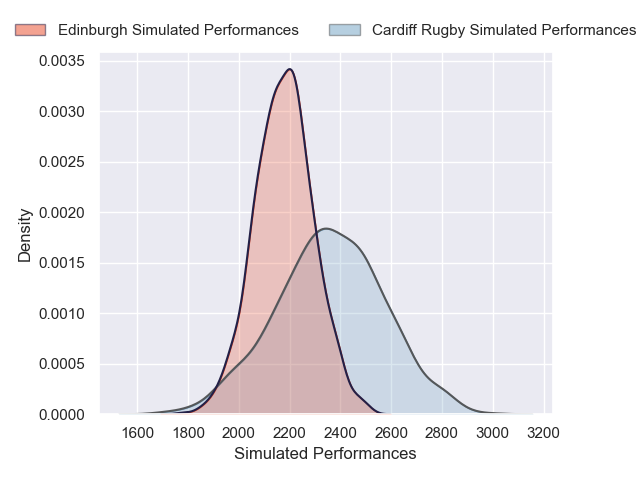 Edinburgh Simulated Performances Cardiff Rugby Simulated Performances
0.0035
0.0030
0.0025
0.0020
0.0015
0.0010
0.0005
0.0000
Density
1600 1800 2000 2200 2400 2600 2800 3000 3200
Simulated Performances